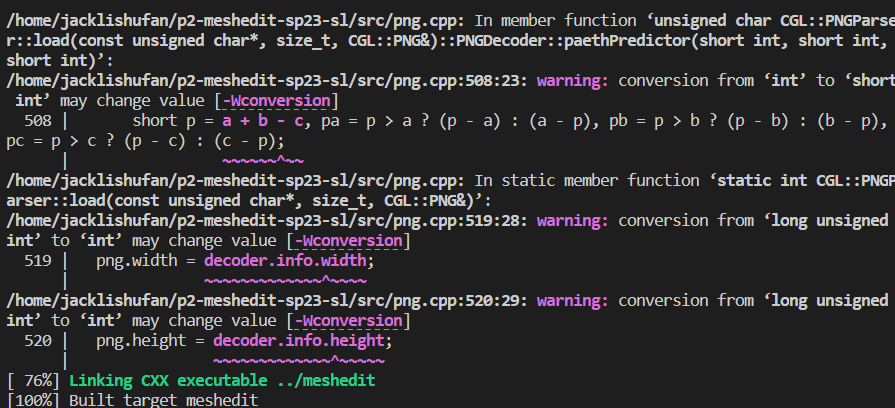 /home/jacklishufan/p2-meshedit-sp23-sl/src/png.cpp: In member function ‘unsigned char CGL::PNGParse
r::load(const unsigned char*, size_t, CGL::PNG&)::PNGDecoder::paethPredictor(short int, short int,
short int)’:
/home/jacklishufan/p2-meshedit-sp23-sl/src/png.cpp:508:23: warning: conversion from ‘int’ to ‘short
 int’ may change value [-Wconversion]
  508 |       short p = a + b - c, pa = p > a ? (p - a) : (a - p), pb = p > b ? (p - b) : (b - p),
pc = p > c ? (p - c) : (c - p);
      |                 ~~~~~~^~~
/home/jacklishufan/p2-meshedit-sp23-sl/src/png.cpp: In static member function ‘static int CGL::PNGP
arser::load(const unsigned char*, size_t, CGL::PNG&)’:
/home/jacklishufan/p2-meshedit-sp23-sl/src/png.cpp:519:28: warning: conversion from ‘long unsigned
int’ to ‘int’ may change value [-Wconversion]
  519 |   png.width = decoder.info.width;
      |               ~~~~~~~~~~~~~^~~~~
/home/jacklishufan/p2-meshedit-sp23-sl/src/png.cpp:520:29: warning: conversion from ‘long unsigned
int’ to ‘int’ may change value [-Wconversion]
  520 |   png.height = decoder.info.height;
      |                ~~~~~~~~~~~~~^~~~~~
[ 76%] Linking CXX executable ../meshedit
[100%] Built target meshedit